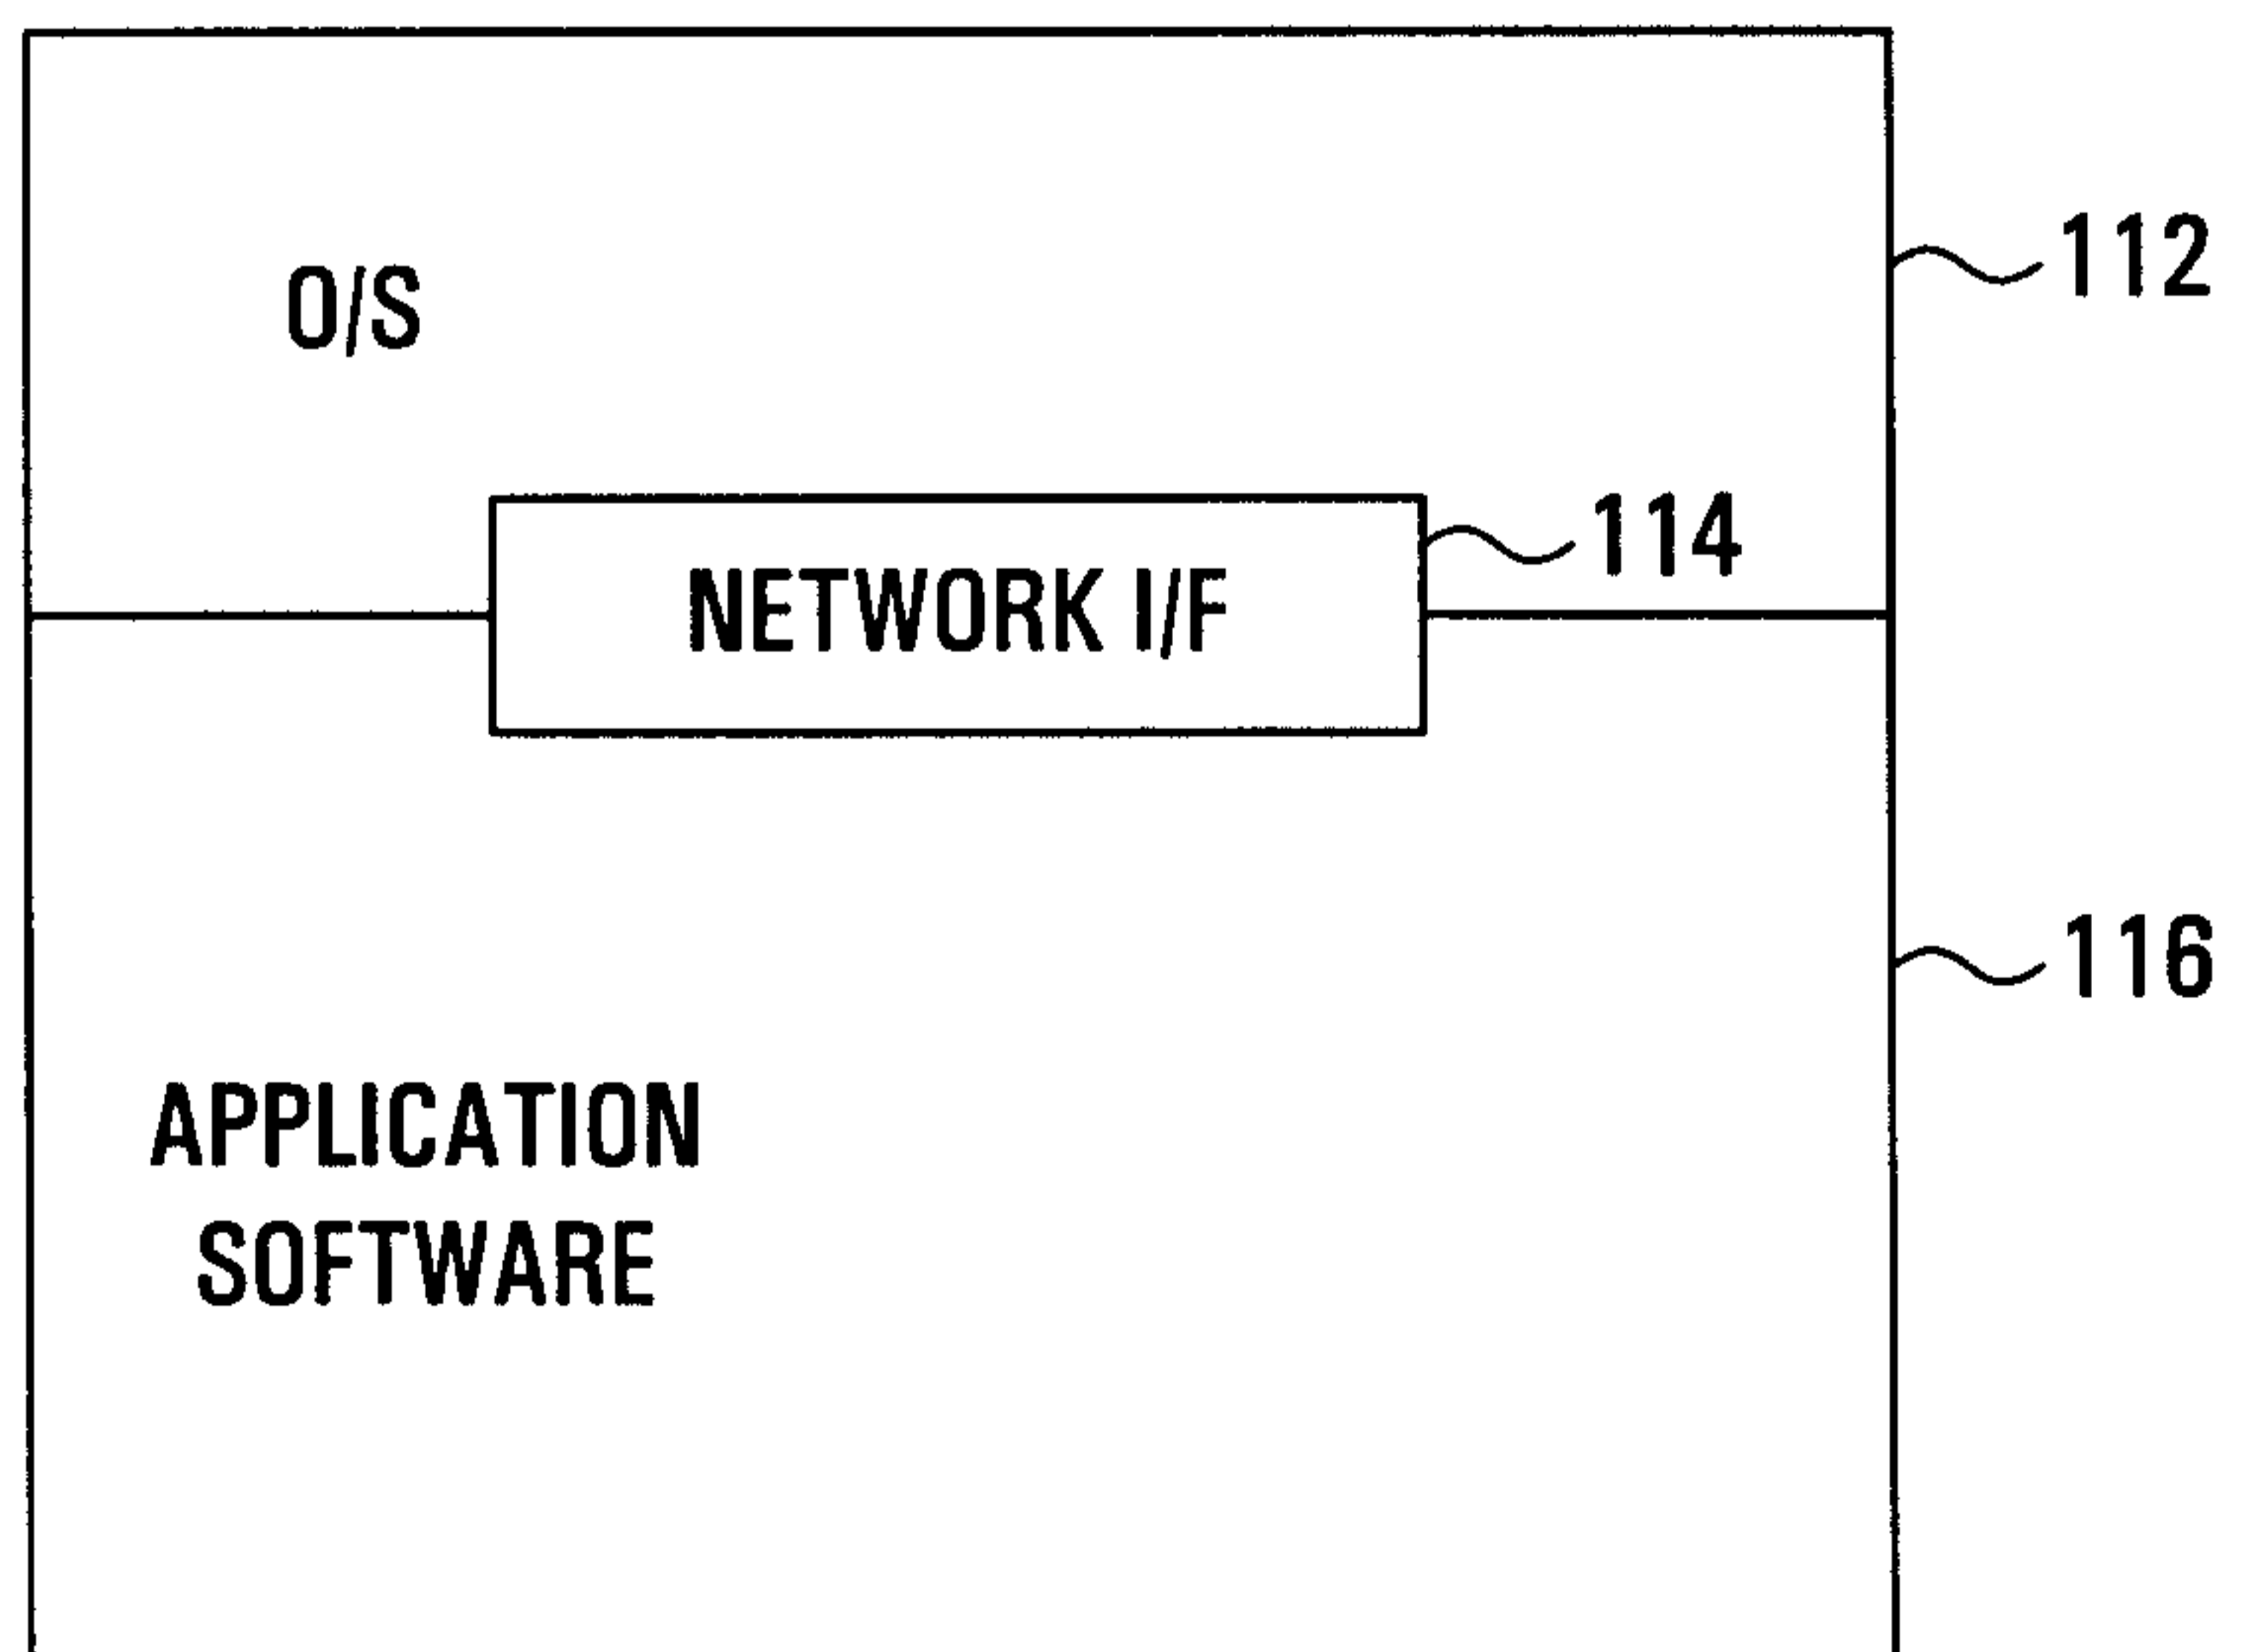 O/S
112
NETWORK I/F
114
116
APPLICATION
SOFTWARE